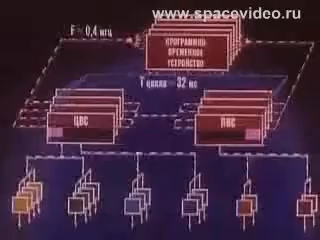 www.spacevideo.ru
F = 0,4 мгц
ПРОГРАММНО-
ВРЕМЕННОЕ
УСТРОЙСТВО
Т цикла = 32 мс
ЦВС
ПВС